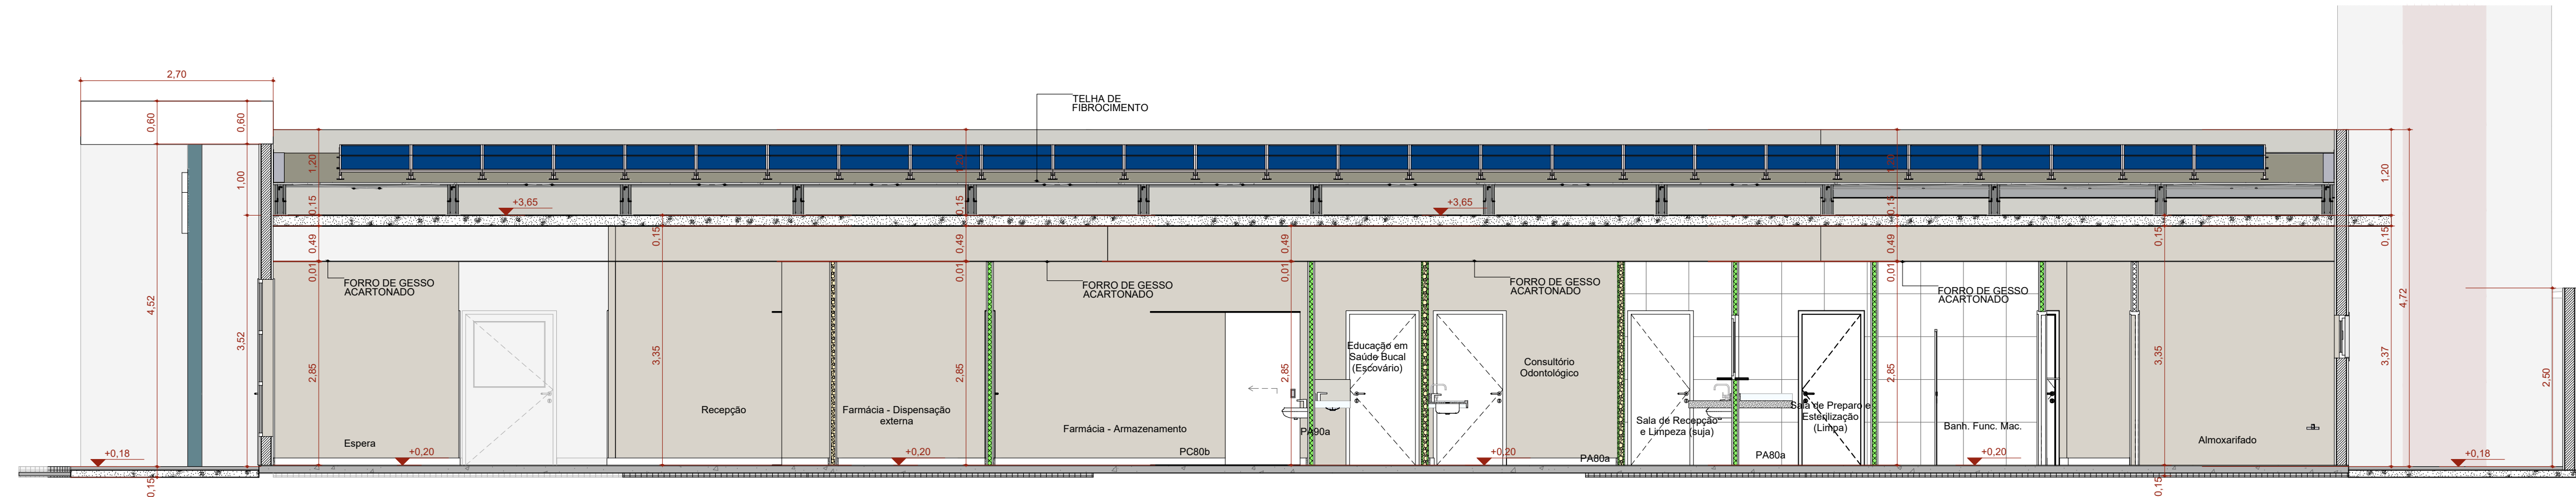 2,70
TELHA DE
FIBROCIMENTO
0,60
0,60
1,20
1,20
1,20
1,20
1,00
0,15
+3,65
0,15
+3,65
0,15
0,49
0,15
0,49
0,49
0,49
0,15
0,15
0,01
0,01
0,01
0,01
FORRO DE GESSO
ACARTONADO
FORRO DE GESSO
ACARTONADO
FORRO DE GESSO
ACARTONADO
FORRO DE GESSO
ACARTONADO
4,52
3,52
2,85
3,35
2,85
2,85
2,85
3,35
3,37
4,72
2,50
Educação em
Saúde Bucal
(Escovário)
Consultório
Odontológico
Espera
Recepção
Farmácia - Dispensação
externa
Farmácia - Armazenamento
PC80b
PA90a
Sala de Recepção
e Limpeza (suja)
PA80a
PA80a
Sala de Preparo e
Esterilização
(Limpa)
Banh. Func. Mac.
Almoxarifado
+0,18
+0,20
+0,20
+0,20
+0,20
+0,18
0,15
0,15